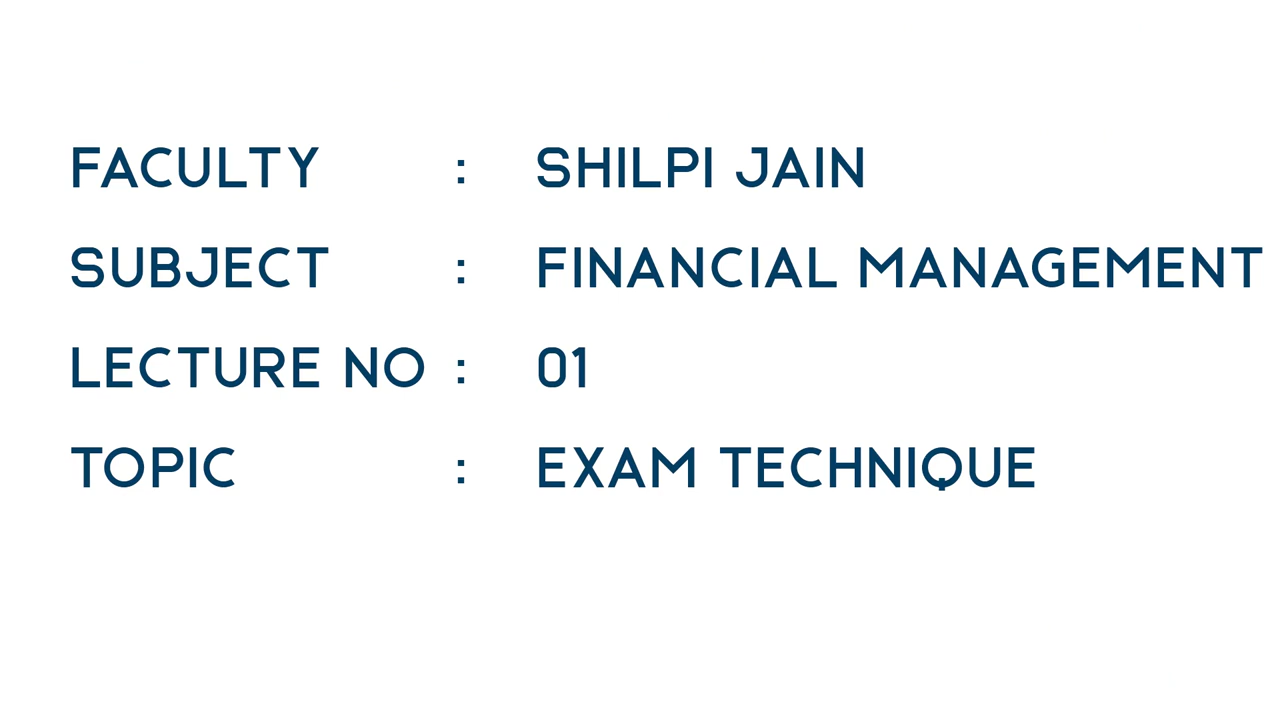 FACULTY : SHILPI JAIN
SUBJECT : FINANCIAL MANAGEMENT
LECTURE NO : 01
TOPIC : EXAM TECHNIQUE